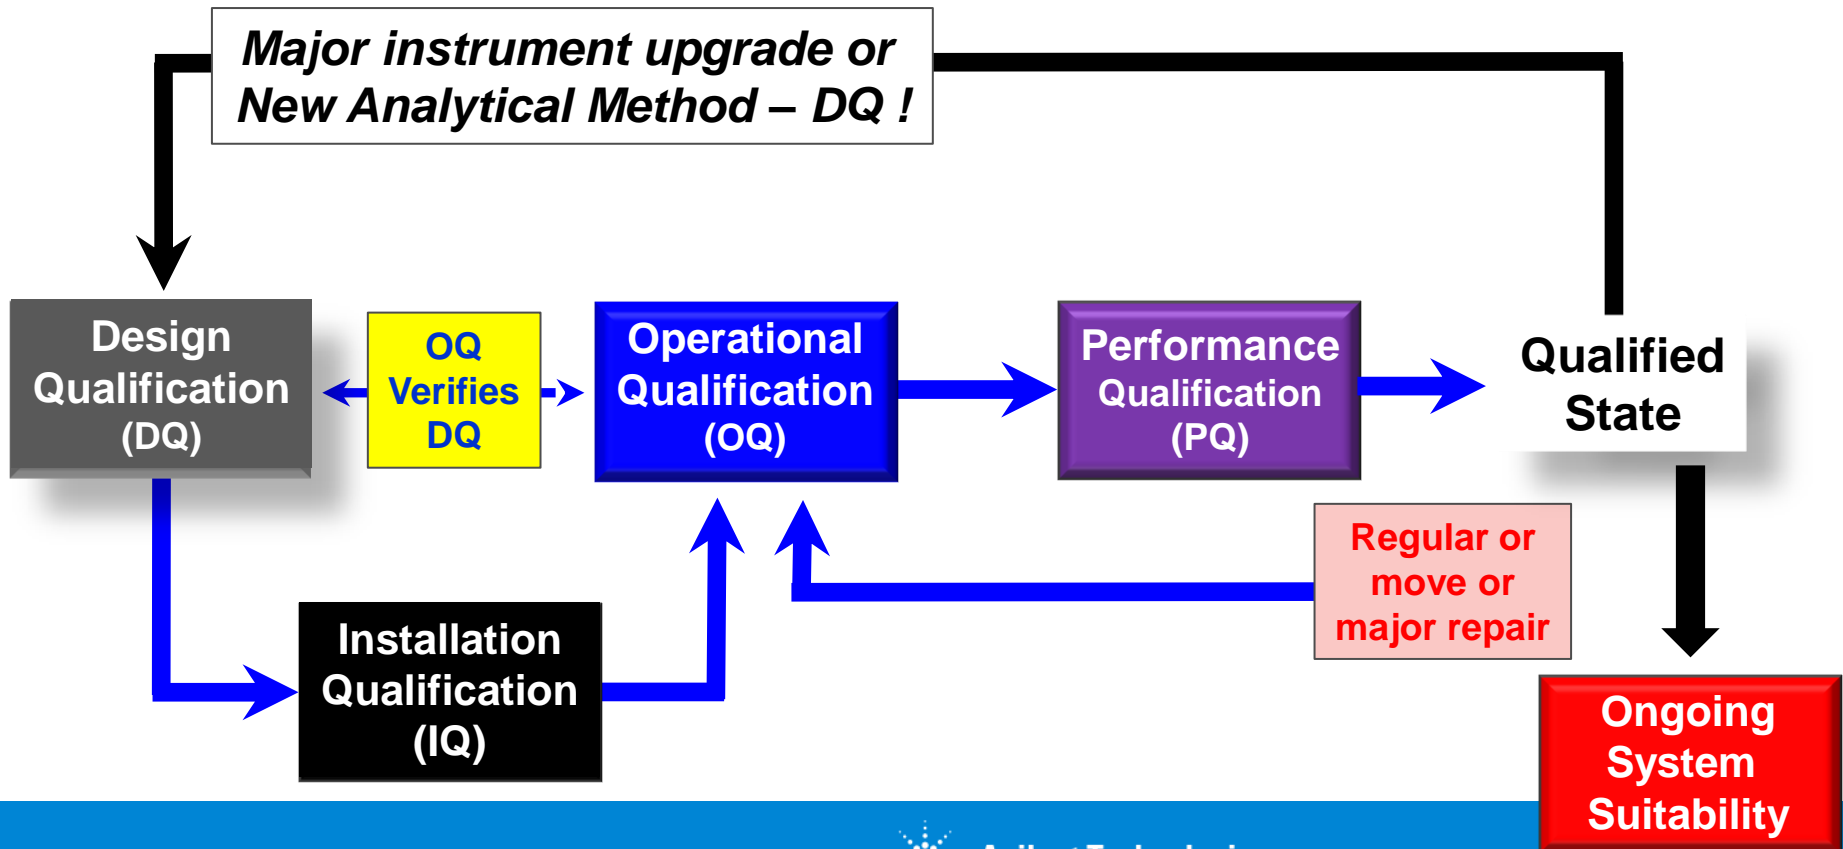 Major instrument upgrade or
New Analytical Method – DQ !
Design
Qualification
(DQ)
OQ
Verifies
DQ
Operational
Qualification
(OQ)
Performance
Qualification
(PQ)
Qualified
State
Regular or
move or
major repair
Installation
Qualification
(IQ)
Ongoing
System
Suitability